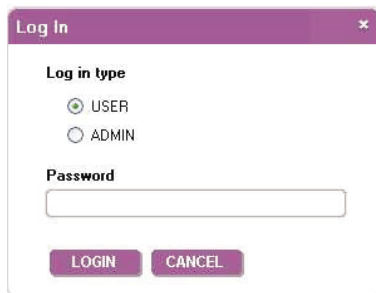 Log In ×
Log in type
USER
ADMIN
Password
LOGIN CANCEL